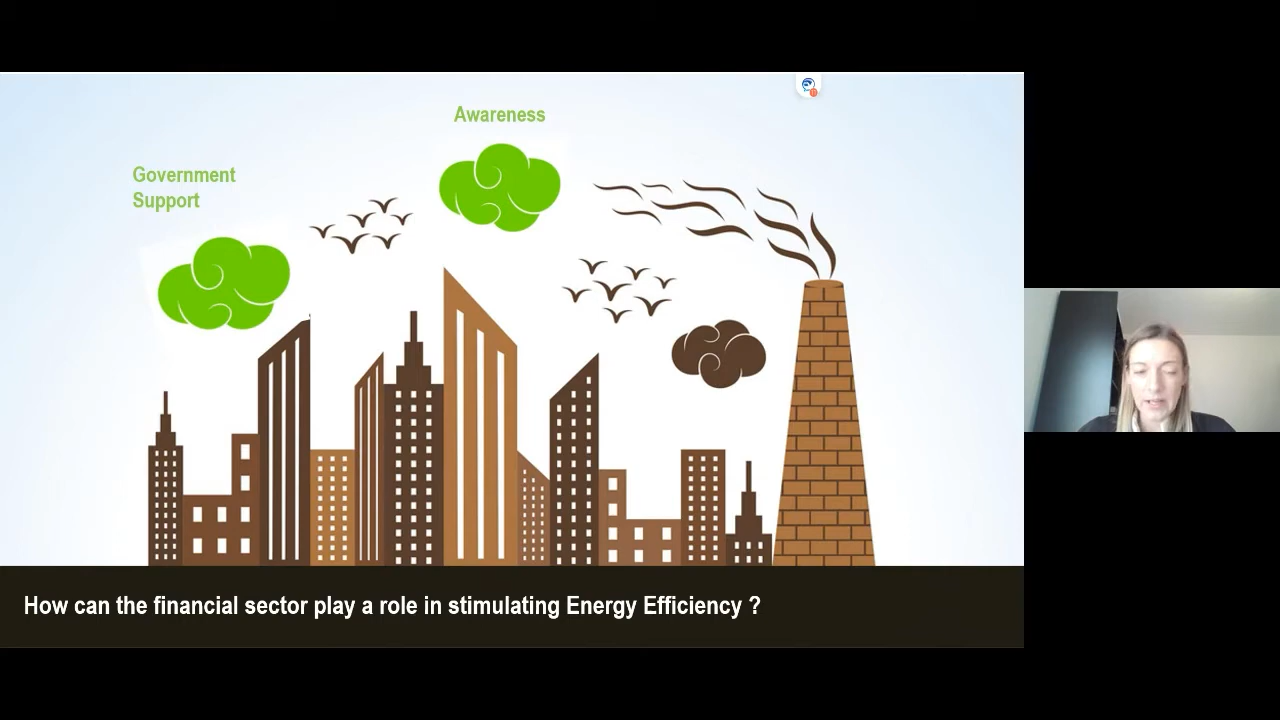 Awareness
Government
Support
How can the financial sector play a role in stimulating Energy Efficiency ?